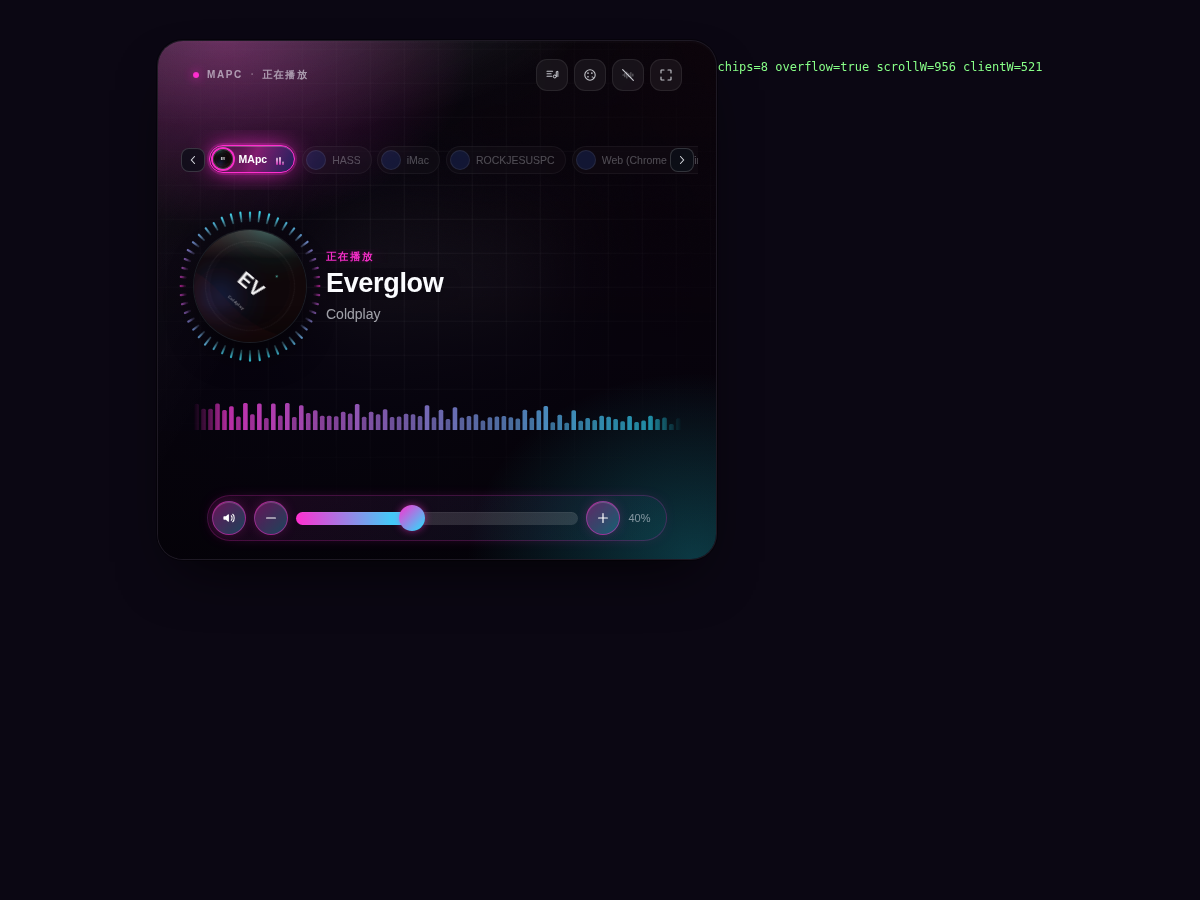 MAPC · 正在播放
chips=8 overflow=true scrollW=956 clientW=521
MApc HASS iMac ROCKJESUSPC Web (Chrome
EV
正在播放
Everglow
Coldplay
40%